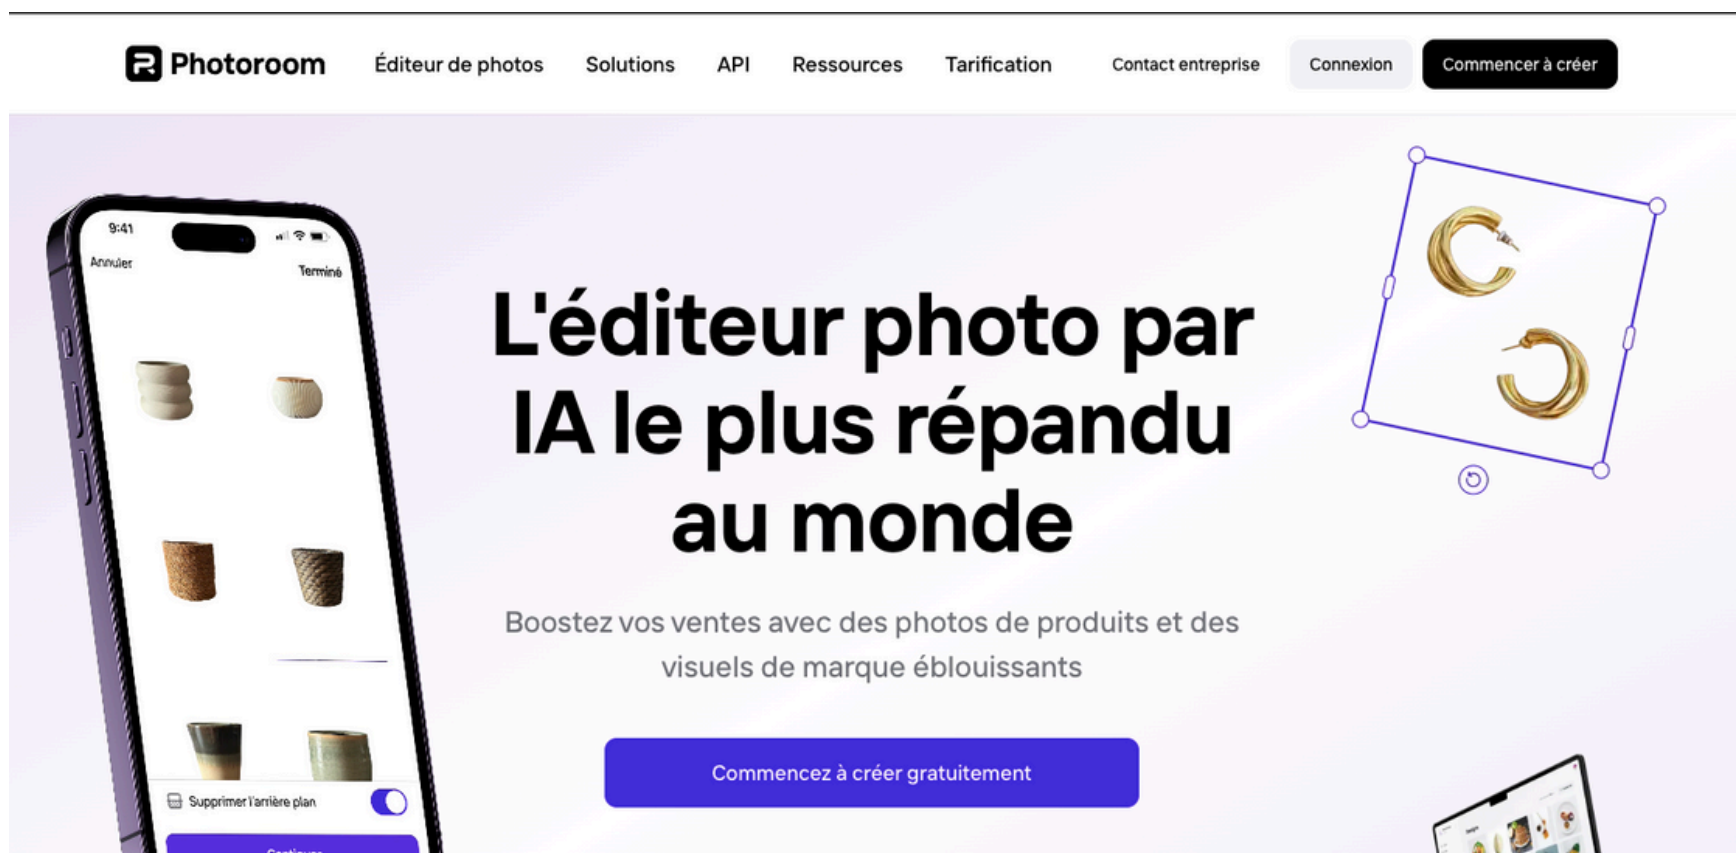 Photoroom
Éditeur de photos
Solutions
API
Ressources
Tarification
Contact entreprise
Connexion
Commencer à créer
9:41
Annuler
Terminé
L'éditeur photo par
IA le plus répandu
au monde
Boostez vos ventes avec des photos de produits et des
visuels de marque éblouissants
Commencez à créer gratuitement
Supprimer l'arrière plan